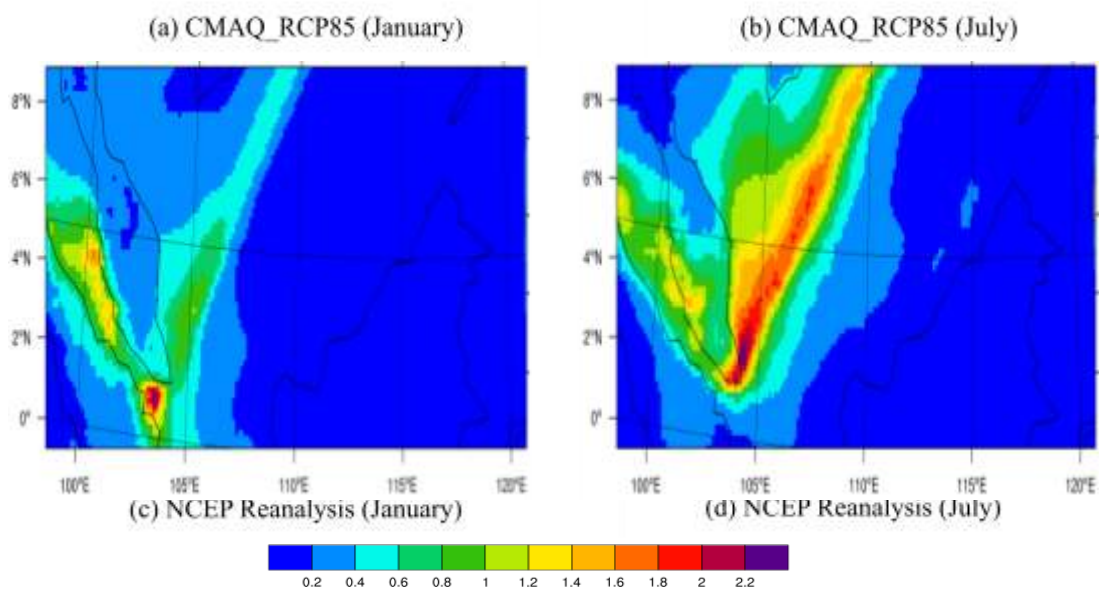 (a) CMAQ_RCP85 (January)
(b) CMAQ_RCP85 (July)
8°N
6°N
4°N
2°N
0°
100°E 105°E 110°E 115°E 120°E
8°N
6°N
4°N
2°N
0°
100°E 105°E 110°E 115°E 120°E
(c) NCEP Reanalysis (January)
(d) NCEP Reanalysis (July)
0.2 0.4 0.6 0.8 1 1.2 1.4 1.6 1.8 2 2.2